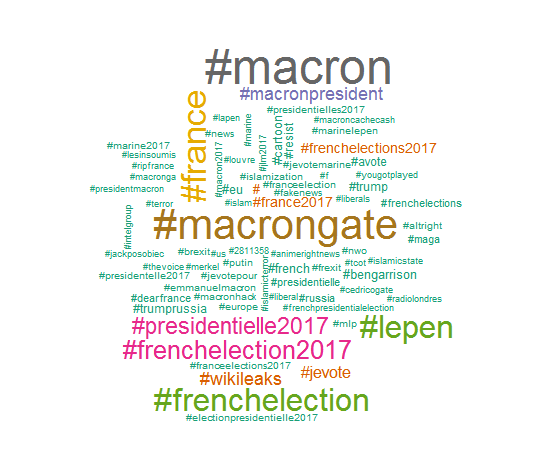 #macron
#macronpresident
#france
#presidentielles2017
#lapen
#marine
#macroncachecash
#news
#cartoon
#resist
#marinelepen
#marine2017
#lesinsoumis
#ripfrance
#macronga
#presidentmacron
#macron2017
#louvre
#llm2017
#frenchelections2017
#jevotemarine
#avote
#islamization
#f
#yougotplayed
#eu
#
#franceelection
#fakenews
#trump
#terror
#islam
#france2017
#liberals
#frenchelections
#intelgroup
#macrongate
#altright
#maga
#jackposobiec
#brexit
#us
#2811358
#animerightnews
#nwo
#thevoice
#merkel
#putin
#islamicterror
#french
#frexit
#tcot
#islamicstate
#presidentielle2017
#jevotepour
#presidentielle
#bengarrison
#emmanuelmacron
#cedricogate
#dearfrance
#macronhack
#liberal
#russia
#radiolondres
#trumprussia
#europe
#frenchpresidentialelection
#presidentielle2017
#mlp
#lepen
#frenchelection2017
#franceelections2017
#wikileaks
#jevote
#frenchelection
#electionpresidentielle2017